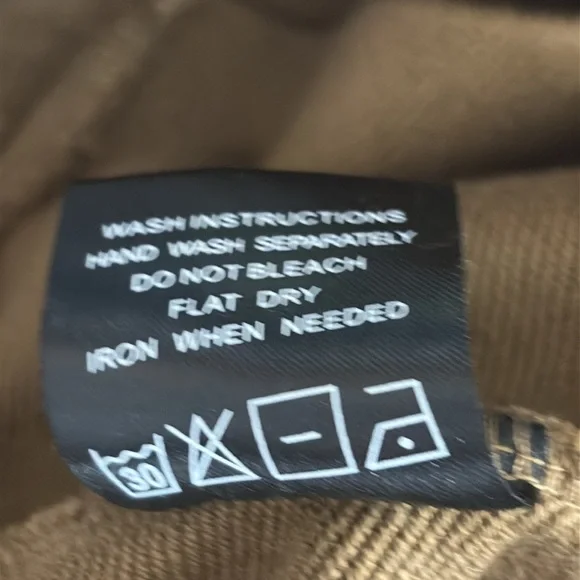 WASH INSTRUCTIONS
HAND WASH SEPARATELY
DO NOT BLEACH
FLAT DRY
IRON WHEN NEEDED
30